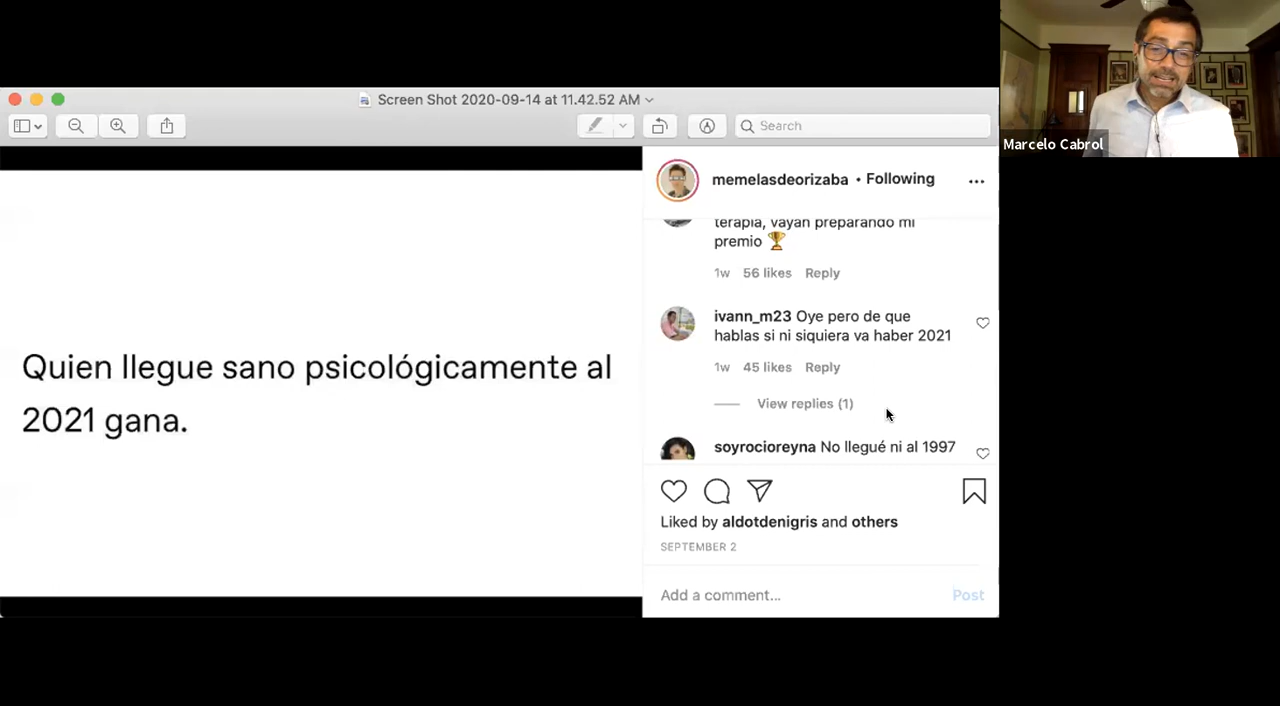 Screen Shot 2020-09-14 at 11.42.52 AM
Search
Marcelo Cabrol
Quien llegue sano psicológicamente al
2021 gana.
memelasdeorizaba • Following
terapia, vayan preparando mi
premio 🏆
1w 56 likes Reply
ivann_m23 Oye pero de que
hablas si ni siquiera va haber 2021
1w 45 likes Reply
View replies (1)
soyrocioreyna No llegué ni al 1997
Liked by aldotdenigris and others
SEPTEMBER 2
Add a comment...
Post